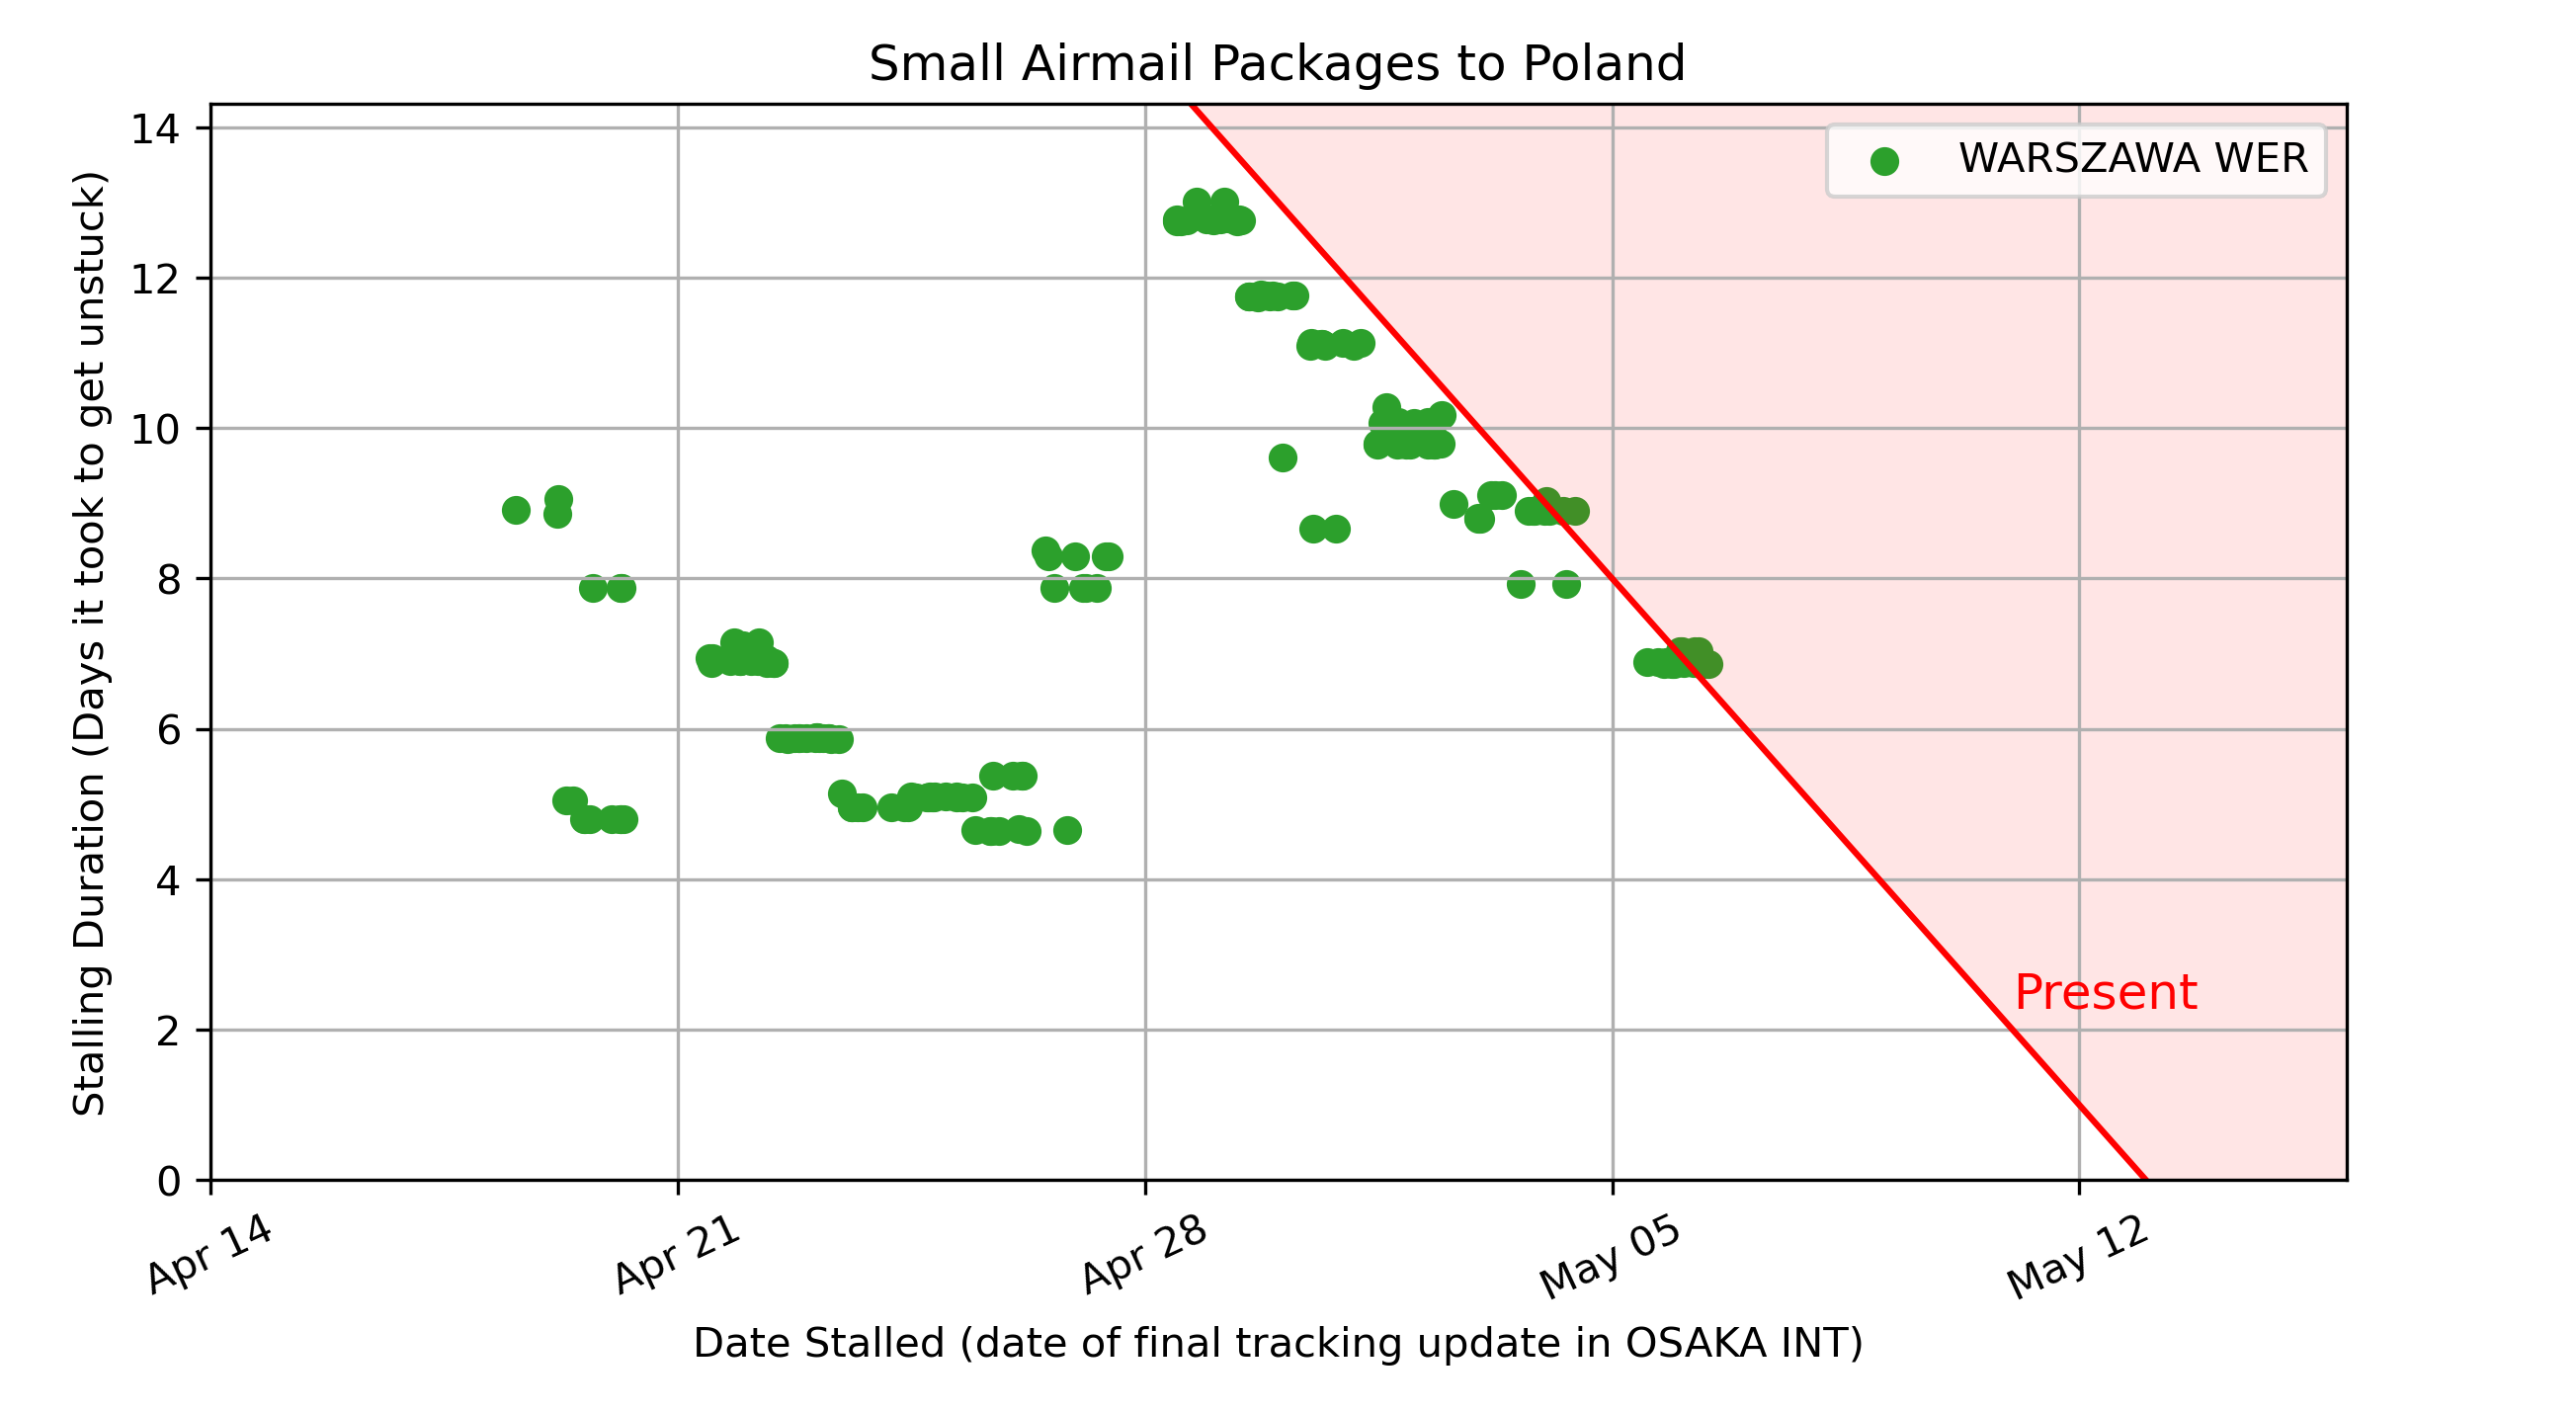 Small Airmail Packages to Poland
Stalling Duration (Days it took to get unstuck)
14
12
10
8
6
4
2
0
WARSZAWA WER
Present
Apr 14
Apr 21
Apr 28
May 05
May 12
Date Stalled (date of final tracking update in OSAKA INT)